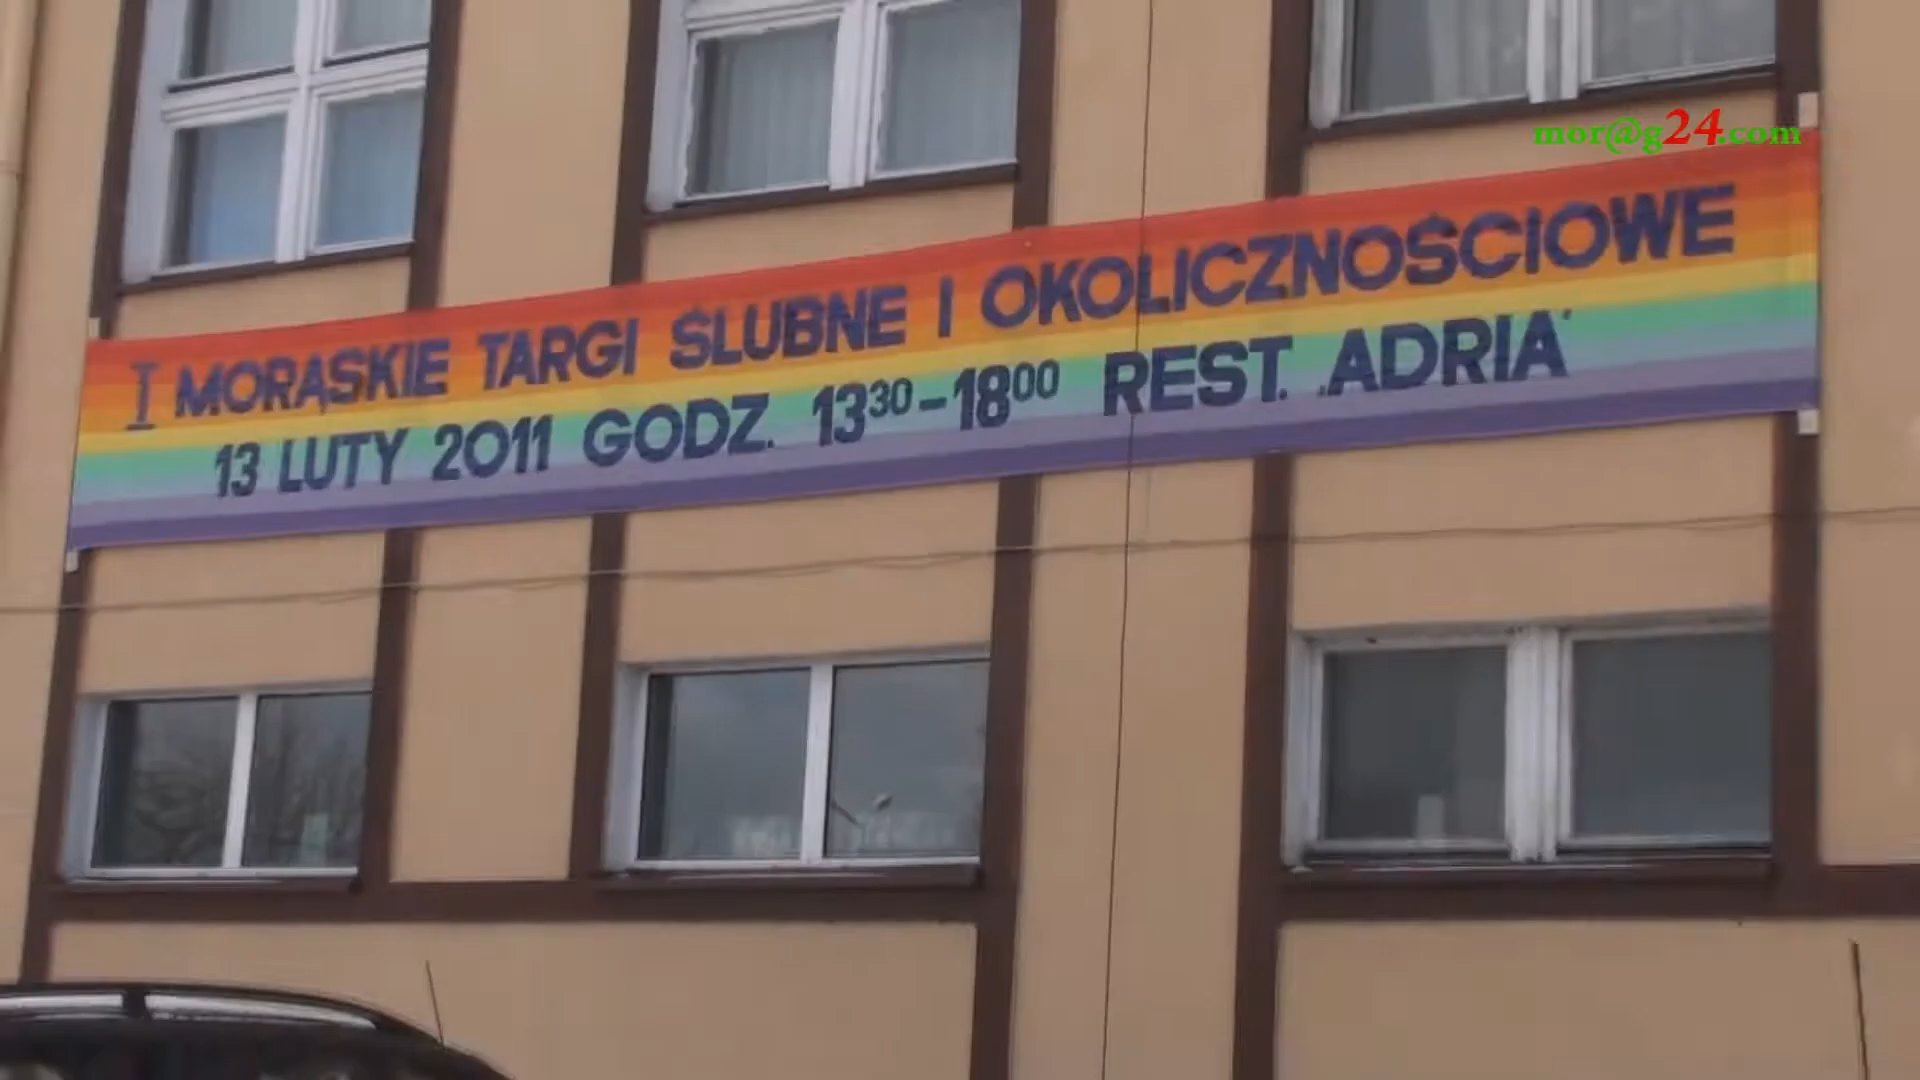 mor@g24.com
I MORĄSKIE TARGI ŚLUBNE I OKOLICZNOŚCIOWE
13 LUTY 2011 GODZ. 13³⁰-18⁰⁰ REST. „ADRIA"